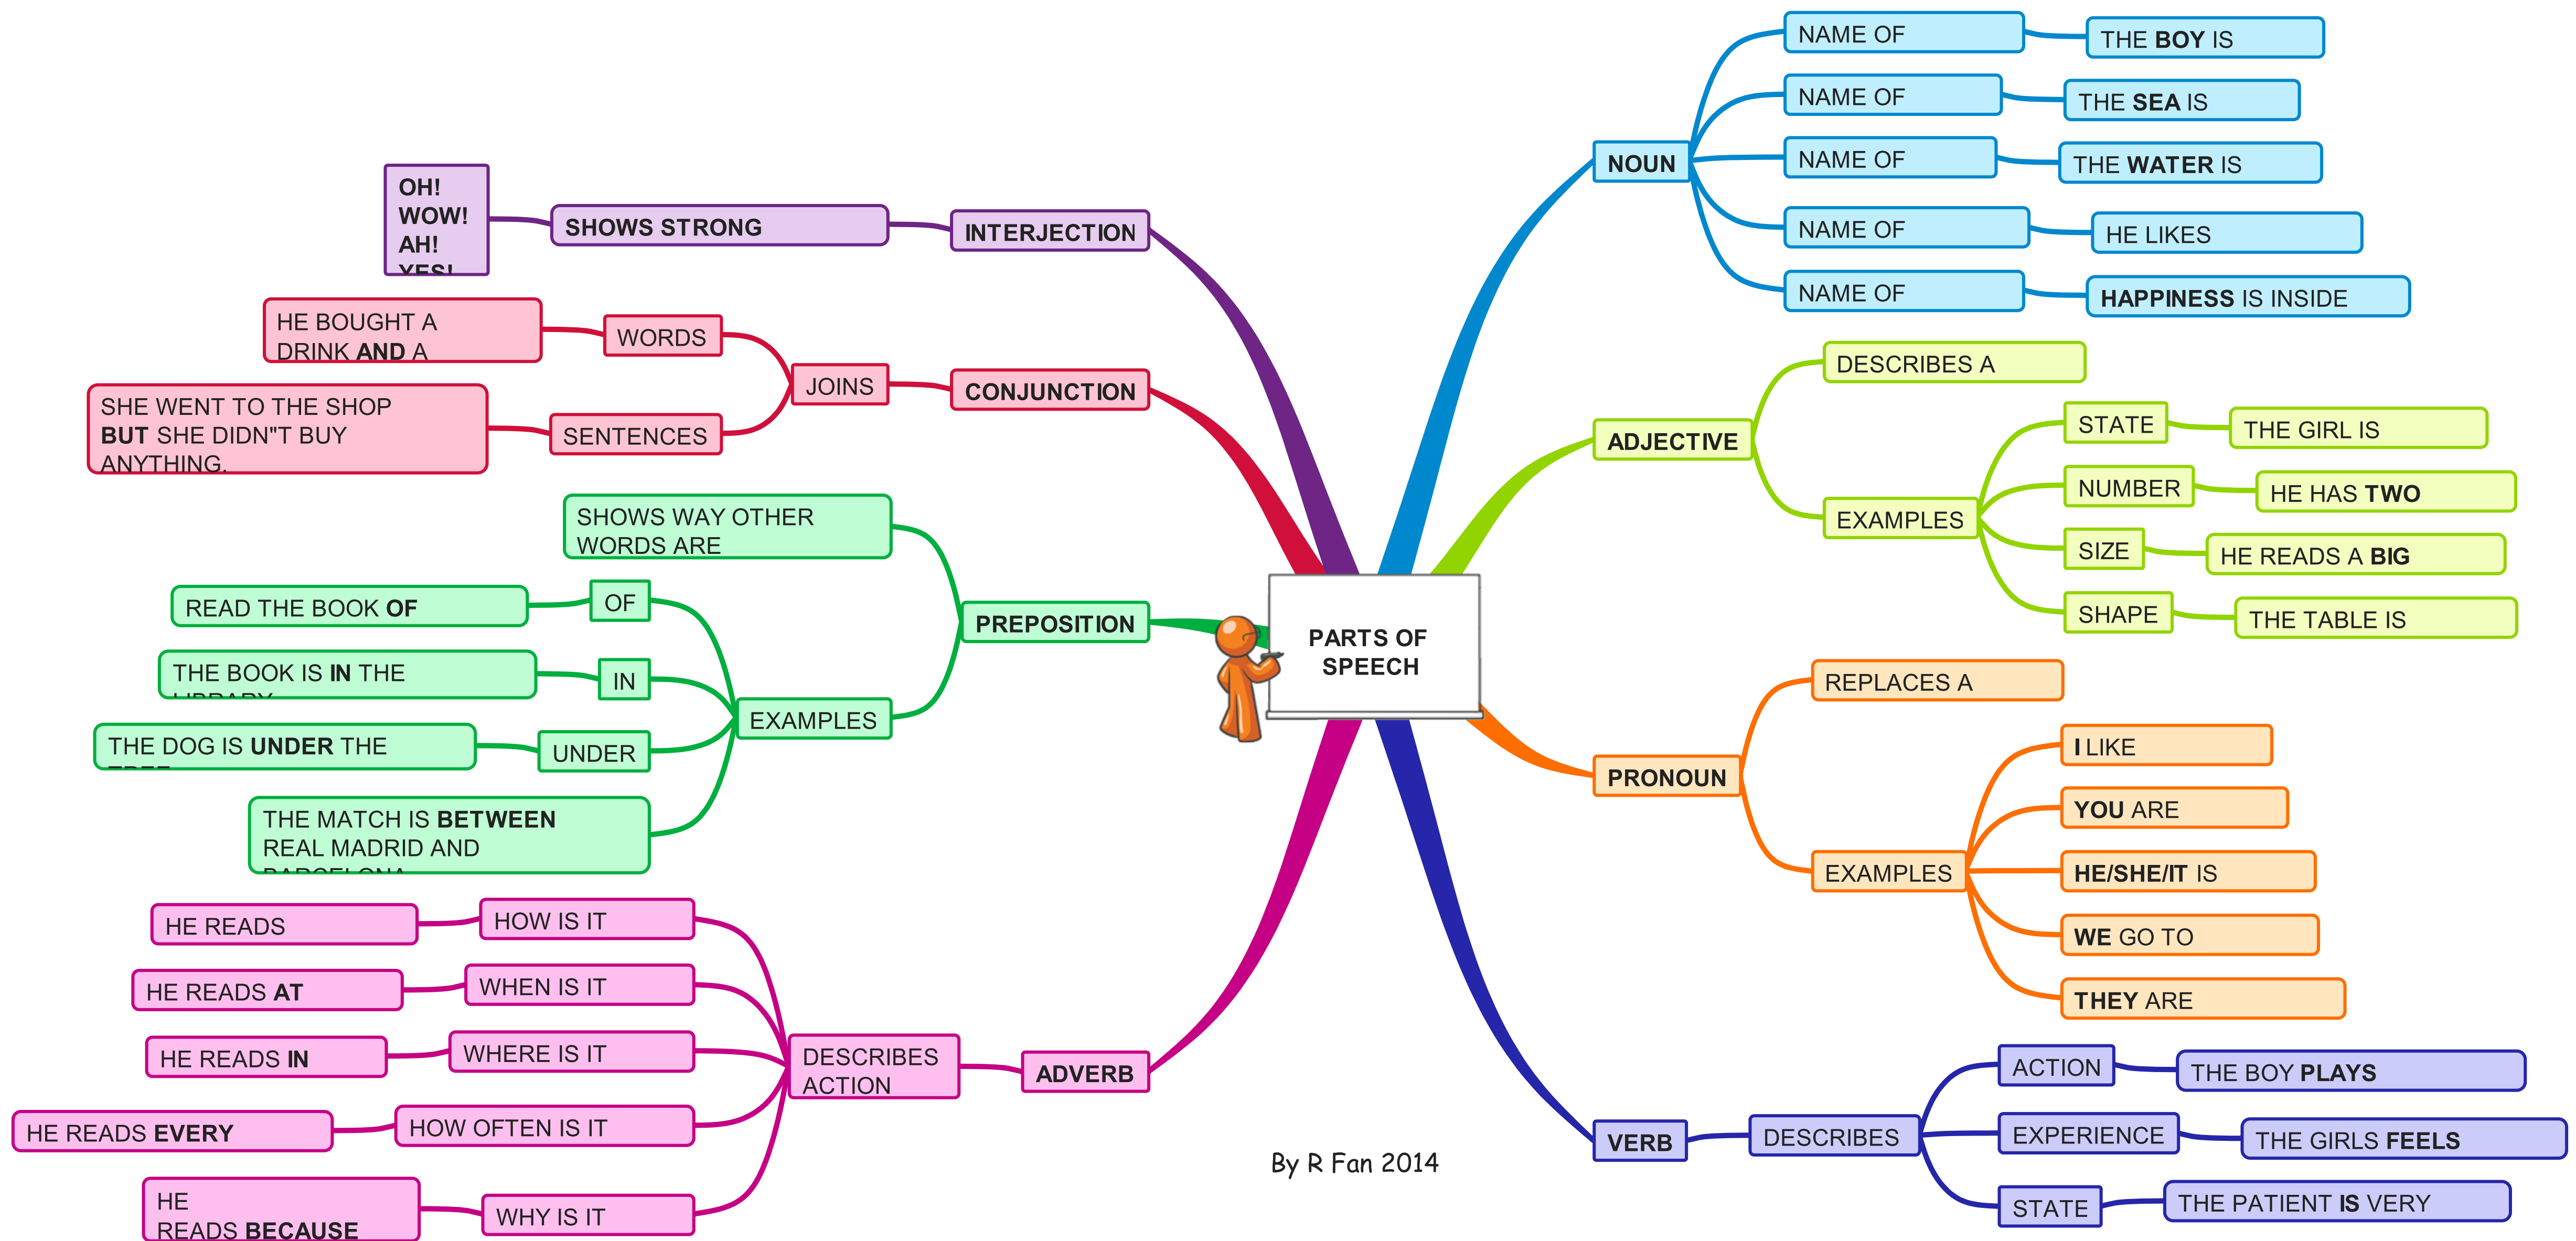 PARTS OF
SPEECH
NOUN
NAME OF
THE BOY IS
NAME OF
THE SEA IS
NAME OF
THE WATER IS
NAME OF
HE LIKES
NAME OF
HAPPINESS IS INSIDE
ADJECTIVE
DESCRIBES A
EXAMPLES
STATE
THE GIRL IS
NUMBER
HE HAS TWO
SIZE
HE READS A BIG
SHAPE
THE TABLE IS
PRONOUN
REPLACES A
EXAMPLES
I LIKE
YOU ARE
HE/SHE/IT IS
WE GO TO
THEY ARE
VERB
DESCRIBES
ACTION
THE BOY PLAYS
EXPERIENCE
THE GIRLS FEELS
STATE
THE PATIENT IS VERY
INTERJECTION
SHOWS STRONG
OH!
WOW!
AH!
YES!
CONJUNCTION
JOINS
WORDS
HE BOUGHT A
DRINK AND A
SENTENCES
SHE WENT TO THE SHOP
BUT SHE DIDN"T BUY
ANYTHING.
PREPOSITION
SHOWS WAY OTHER
WORDS ARE
EXAMPLES
OF
READ THE BOOK OF
IN
THE BOOK IS IN THE
LIBRARY
UNDER
THE DOG IS UNDER THE
THE MATCH IS BETWEEN
REAL MADRID AND
BARCELONA
ADVERB
DESCRIBES
ACTION
HOW IS IT
HE READS
WHEN IS IT
HE READS AT
WHERE IS IT
HE READS IN
HOW OFTEN IS IT
HE READS EVERY
WHY IS IT
HE
READS BECAUSE
By R Fan 2014